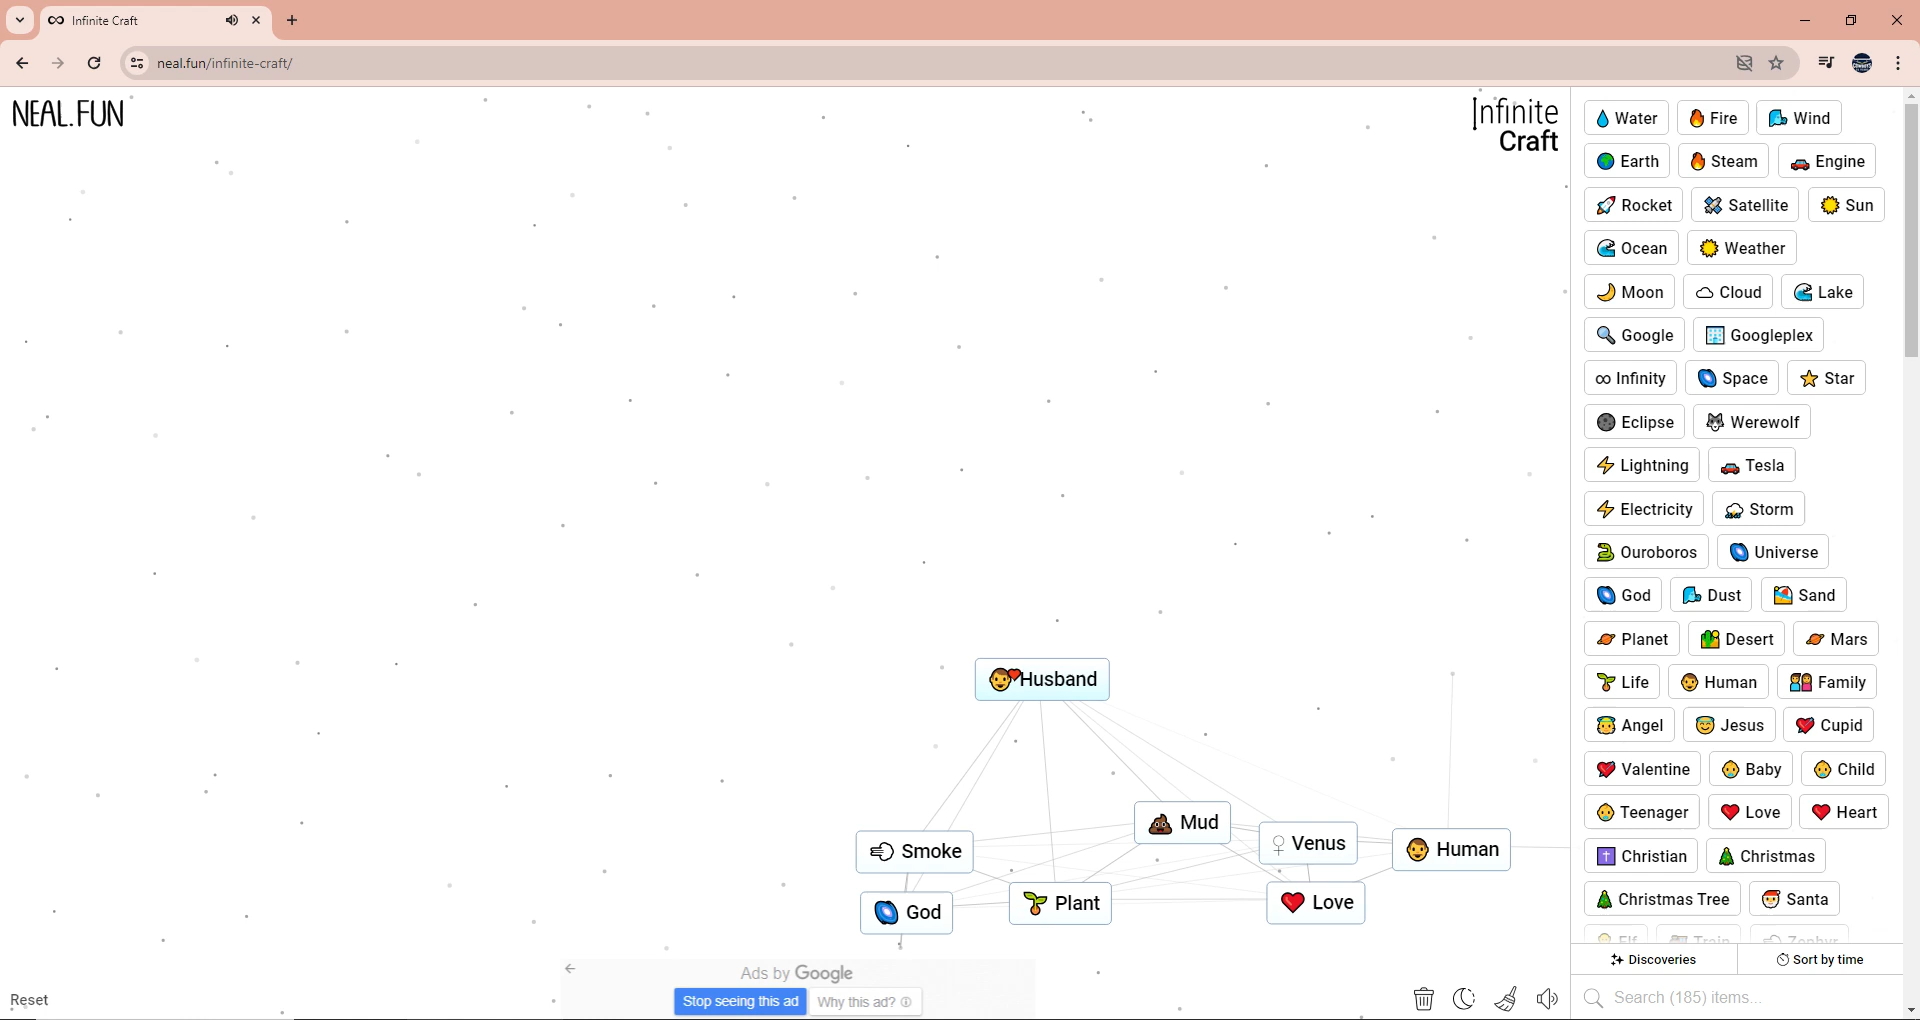 Infinite Craft
neal.fun/infinite-craft/
NEAL.FUN
Infinite
Craft
Water Fire Wind
Earth Steam Engine
Rocket Satellite Sun
Ocean Weather
Moon Cloud Lake
Google Googleplex
∞ Infinity Space Star
Eclipse Werewolf
Lightning Tesla
Electricity Storm
Ouroboros Universe
God Dust Sand
Planet Desert Mars
Life Human Family
Angel Jesus Cupid
Valentine Baby Child
Teenager Love Heart
Christian Christmas
Christmas Tree Santa
Elf Train Zephyr
Discoveries Sort by time
Search (185) items...
Husband
Mud
Venus
Human
Smoke
God
Plant
Love
Ads by Google
Stop seeing this ad Why this ad?
Reset